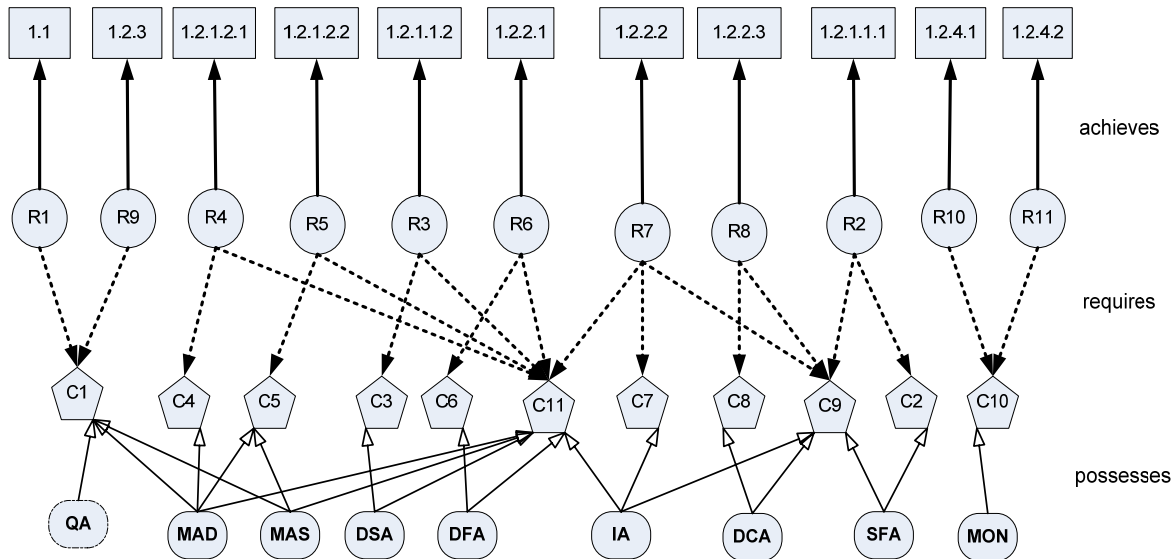 1.1 1.2.3 1.2.1.2.1 1.2.1.2.2 1.2.1.1.2 1.2.2.1 1.2.2.2 1.2.2.3 1.2.1.1.1 1.2.4.1 1.2.4.2
achieves
R1 R9 R4 R5 R3 R6 R7 R8 R2 R10 R11
requires
C1 C4 C5 C3 C6 C11 C7 C8 C9 C2 C10
possesses
QA MAD MAS DSA DFA IA DCA SFA MON